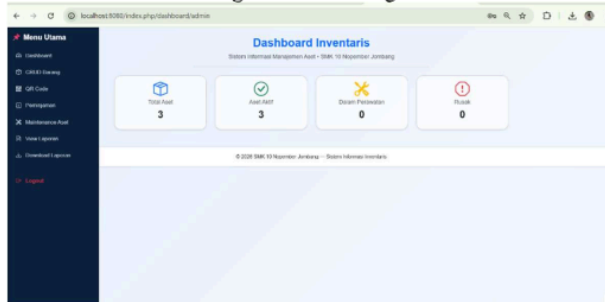 localhost:8080/index.php/dashboard/admin
Menu Utama
Dashboard
CRUD Barang
QR Code
Peminjaman
Maintenance Aset
View Laporan
Download Laporan
Logout
Dashboard Inventaris
Sistem Informasi Manajemen Aset - SMK 10 Nopember Jombang
Total Aset
3
Aset Aktif
3
Dalam Perawatan
0
Rusak
0
SMK 10 Nopember Jombang — Sistem Informasi Inventaris